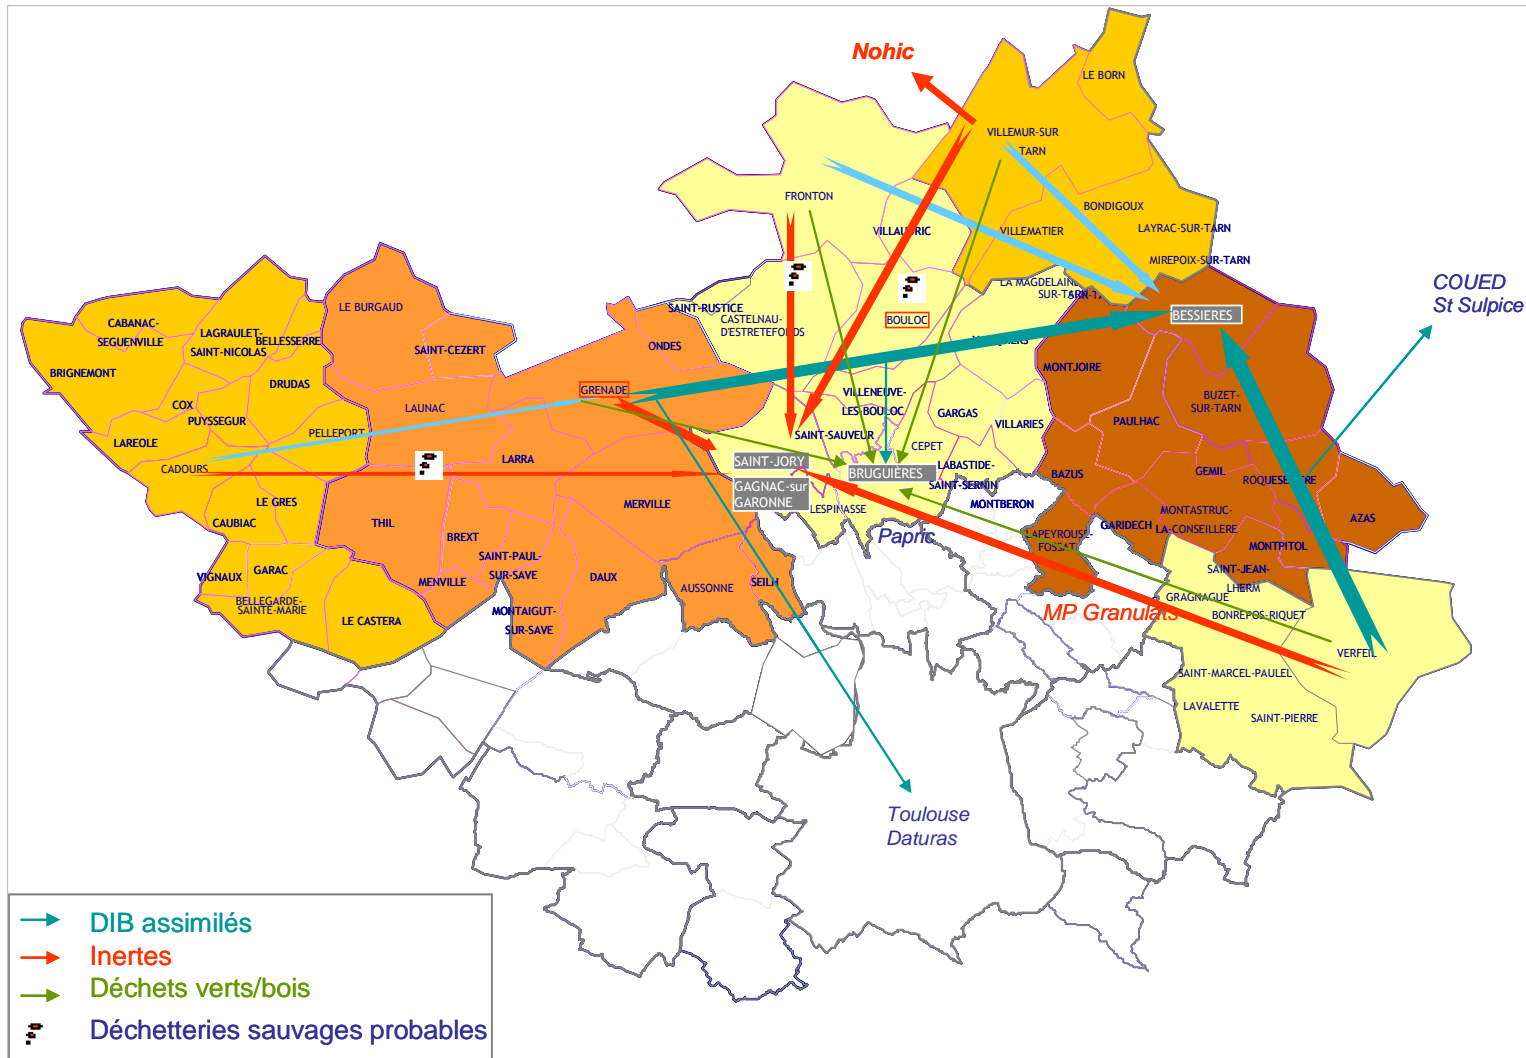 Nohic
LE BORN
VILLEMUR-SUR
TARN
FRONTON
BONDIGOUX
VILLAUDRIC
VILLEMATIER
LAYRAC-SUR-TARN
MIREPOIX-SUR-TARN
COUED
St Sulpice
LA MAGDELAINE
SUR-TARN
LE BURGAUD
SAINT-RUSTICE
CASTELNAU-
D'ESTRETEFONDS
BOULOC
BESSIERES
CABANAC-
SEGUENVILLE
LAGRAULET-
SAINT-NICOLAS
BELLESSERRE
SAINT-CEZERT
ONDES
BRIGNEMONT
DRUDAS
GRENADE
MONTJOIRE
COX
PUYSSEGUR
LAUNAC
VILLENEUVE-
LES-BOULOC
BUZET-
SUR-TARN
PAULHAC
GARGAS
VILLARIES
LAREOLE
PELLEPORT
SAINT-SAUVEUR
CEPET
CADOURS
LARRA
SAINT-JORY
BRUGUIÈRES
LABASTIDE-
SAINT-SERNIN
BAZUS
GEMIL
GAGNAC-sur
GARONNE
LE GRES
MERVILLE
LESPINASSE
MONTBERON
MONTASTRUC-
LA-CONSEILLERE
AZAS
CAUBIAC
THIL
BREXT
Papric
LAPEYROUSE-
FOSSAT
GARIDECH
MONTPITOL
SAINT-PAUL-
SUR-SAVE
VIGNAUX
GARAC
MENVILLE
DAUX
AUSSONNE
SEILH
SAINT-JEAN-
LHERM
GRAGNAGUE
BELLEGARDE-
SAINTE-MARIE
LE CASTERA
MONTAIGUT-
SUR-SAVE
MP Granulats
BONREPOS-RIQUET
VERFEIL
SAINT-MARCEL-PAULEL
LAVALETTE
SAINT-PIERRE
Toulouse
Daturas
DIB assimilés
Inertes
Déchets verts/bois
Déchetteries sauvages probables